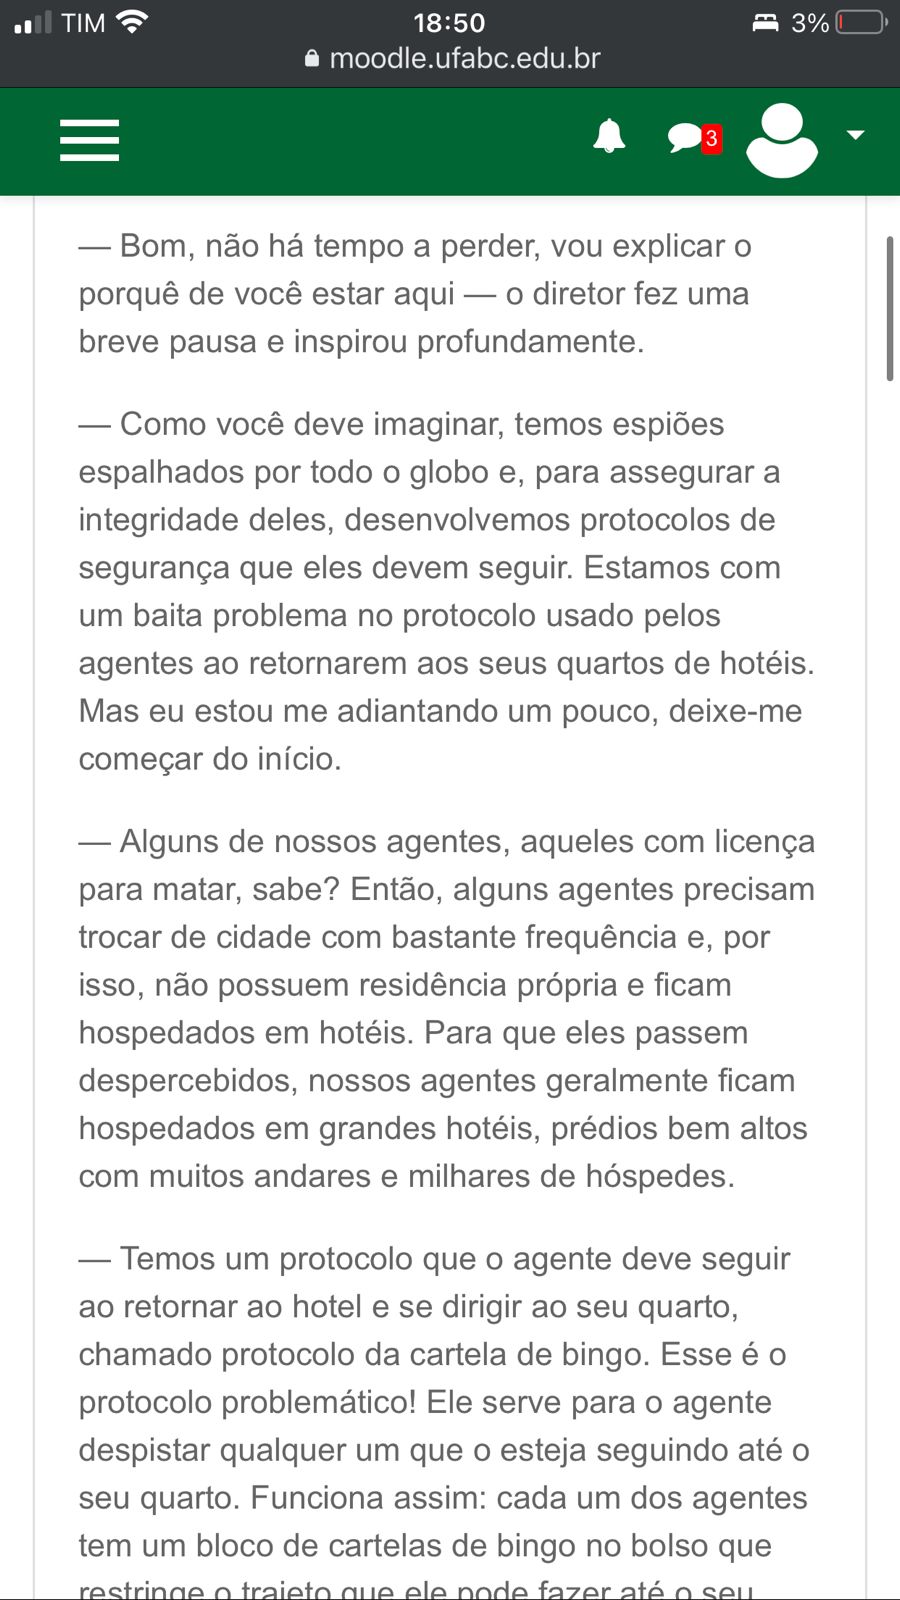 TIM 18:50 3%
moodle.ufabc.edu.br
3
— Bom, não há tempo a perder, vou explicar o
porquê de você estar aqui — o diretor fez uma
breve pausa e inspirou profundamente.
— Como você deve imaginar, temos espiões
espalhados por todo o globo e, para assegurar a
integridade deles, desenvolvemos protocolos de
segurança que eles devem seguir. Estamos com
um baita problema no protocolo usado pelos
agentes ao retornarem aos seus quartos de hotéis.
Mas eu estou me adiantando um pouco, deixe-me
começar do início.
— Alguns de nossos agentes, aqueles com licença
para matar, sabe? Então, alguns agentes precisam
trocar de cidade com bastante frequência e, por
isso, não possuem residência própria e ficam
hospedados em hotéis. Para que eles passem
despercebidos, nossos agentes geralmente ficam
hospedados em grandes hotéis, prédios bem altos
com muitos andares e milhares de hóspedes.
— Temos um protocolo que o agente deve seguir
ao retornar ao hotel e se dirigir ao seu quarto,
chamado protocolo da cartela de bingo. Esse é o
protocolo problemático! Ele serve para o agente
despistar qualquer um que o esteja seguindo até o
seu quarto. Funciona assim: cada um dos agentes
tem um bloco de cartelas de bingo no bolso que
restringe o trajeto que ele pode fazer até o seu